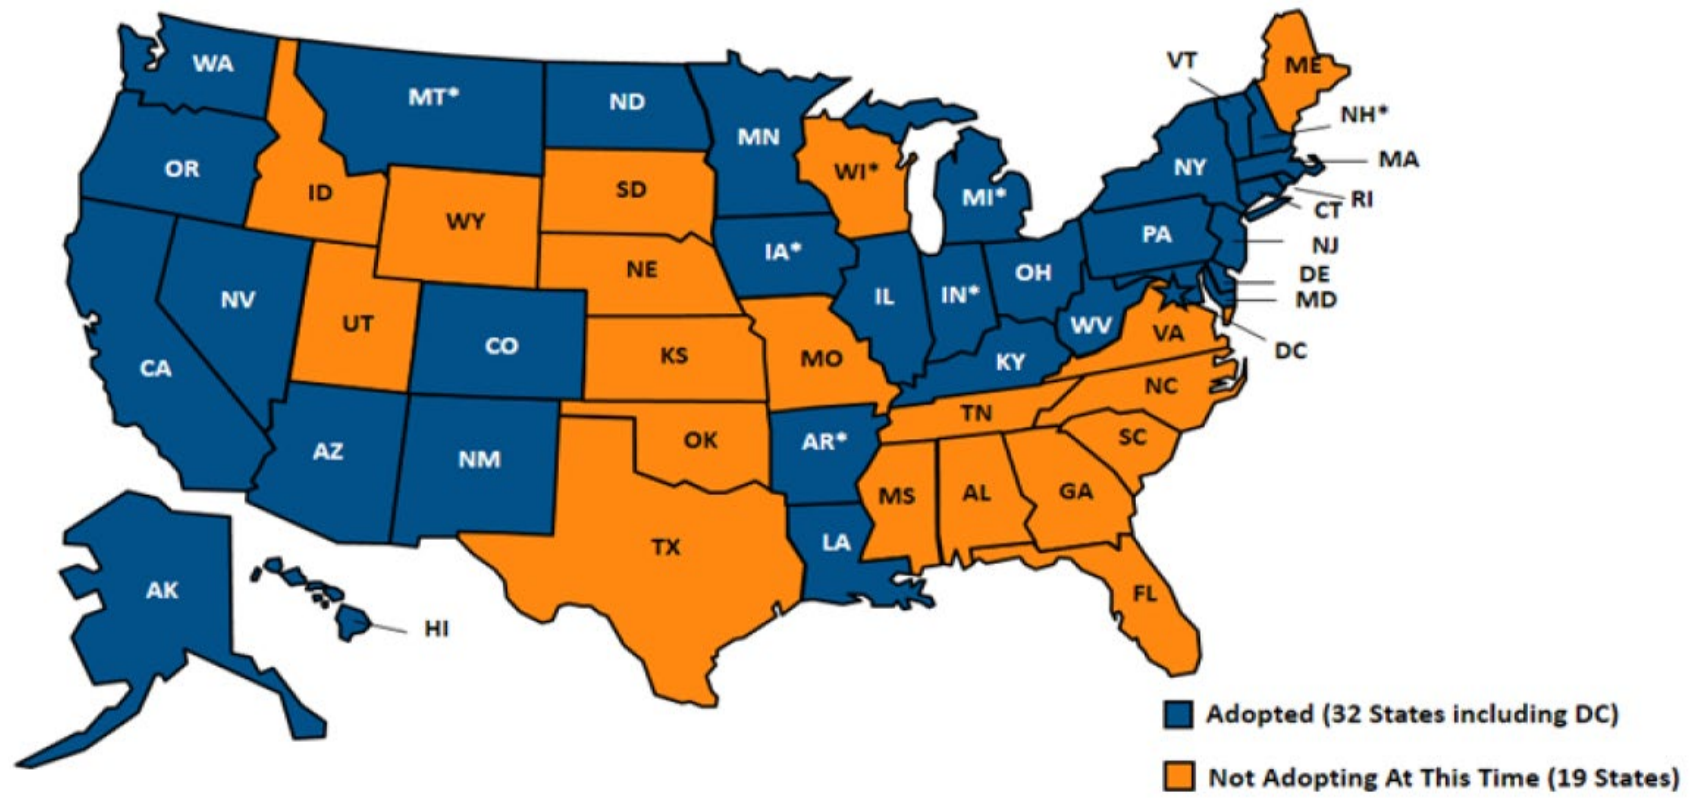 WA
MT*
ND
MN
VT
ME
NH*
MA
RI
CT
NJ
DE
MD
DC
OR
ID
WY
SD
WI*
MI*
NY
PA
NV
UT
CO
NE
IA*
IL
IN*
OH
WV
VA
CA
KS
MO
KY
NC
TN
SC
AZ
NM
OK
AR*
MS
AL
GA
TX
LA
FL
AK
HI
Adopted (32 States including DC)
Not Adopting At This Time (19 States)